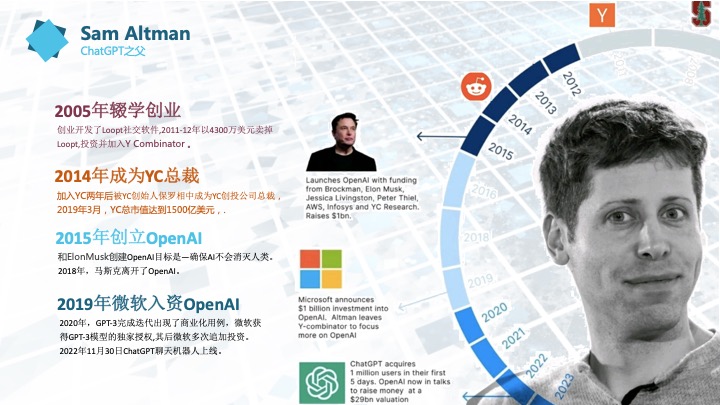 Sam Altman
ChatGPT之父
2005年辍学创业
创业开发了Loopt社交软件,2011-12年以4300万美元卖掉
Loopt,投资并加入Y Combinator 。
2014年成为YC总裁
加入YC两年后被YC创始人保罗相中成为YC创投公司总裁，
2019年3月，YC总市值达到1500亿美元，.
2015年创立OpenAI
和ElonMusk创建OpenAI目标是一确保AI不会消灭人类。
2018年，马斯克离开了OpenAI。
2019年微软入资OpenAI
2020年，GPT-3完成迭代出现了商业化用例，微软获
得GPT-3模型的独家授权,其后微软多次追加投资。
2022年11月30日ChatGPT聊天机器人上线。
Launches OpenAI with funding
from Brockman, Elon Musk,
Jessica Livingston, Peter Thiel,
AWS, Infosys and YC Research.
Raises $1bn.
Microsoft announces
$1 billion investment into
OpenAI. Altman leaves
Y-combinator to focus
more on OpenAI
ChatGPT acquires
1 million users in their first
5 days. OpenAI now in talks
to raise money at a
$29bn valuation
Y
S
2012
2013
2014
2015
2016
2018
2019
2020
2021
2022
2023